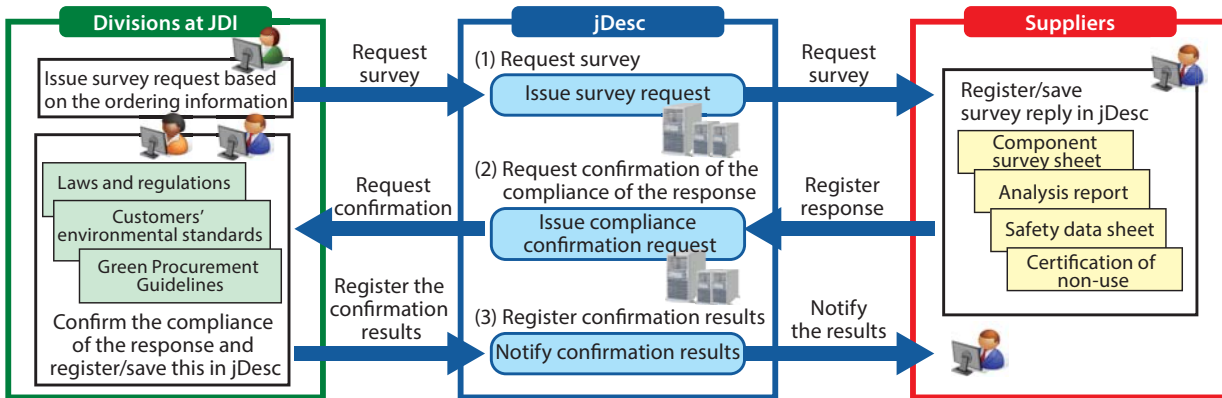 Divisions at JDI
Issue survey request based
on the ordering information
Laws and regulations
Customers’
environmental standards
Green Procurement
Guidelines
Confirm the compliance
of the response and
register/save this in jDesc
Request
survey
Request
confirmation
Register the
confirmation
results
jDesc
(1) Request survey
Issue survey request
(2) Request confirmation of the
compliance of the response
Issue compliance
confirmation request
(3) Register confirmation results
Notify confirmation results
Request
survey
Register
response
Notify
the results
Suppliers
Register/save
survey reply in jDesc
Component
survey sheet
Analysis report
Safety data sheet
Certification of
non-use